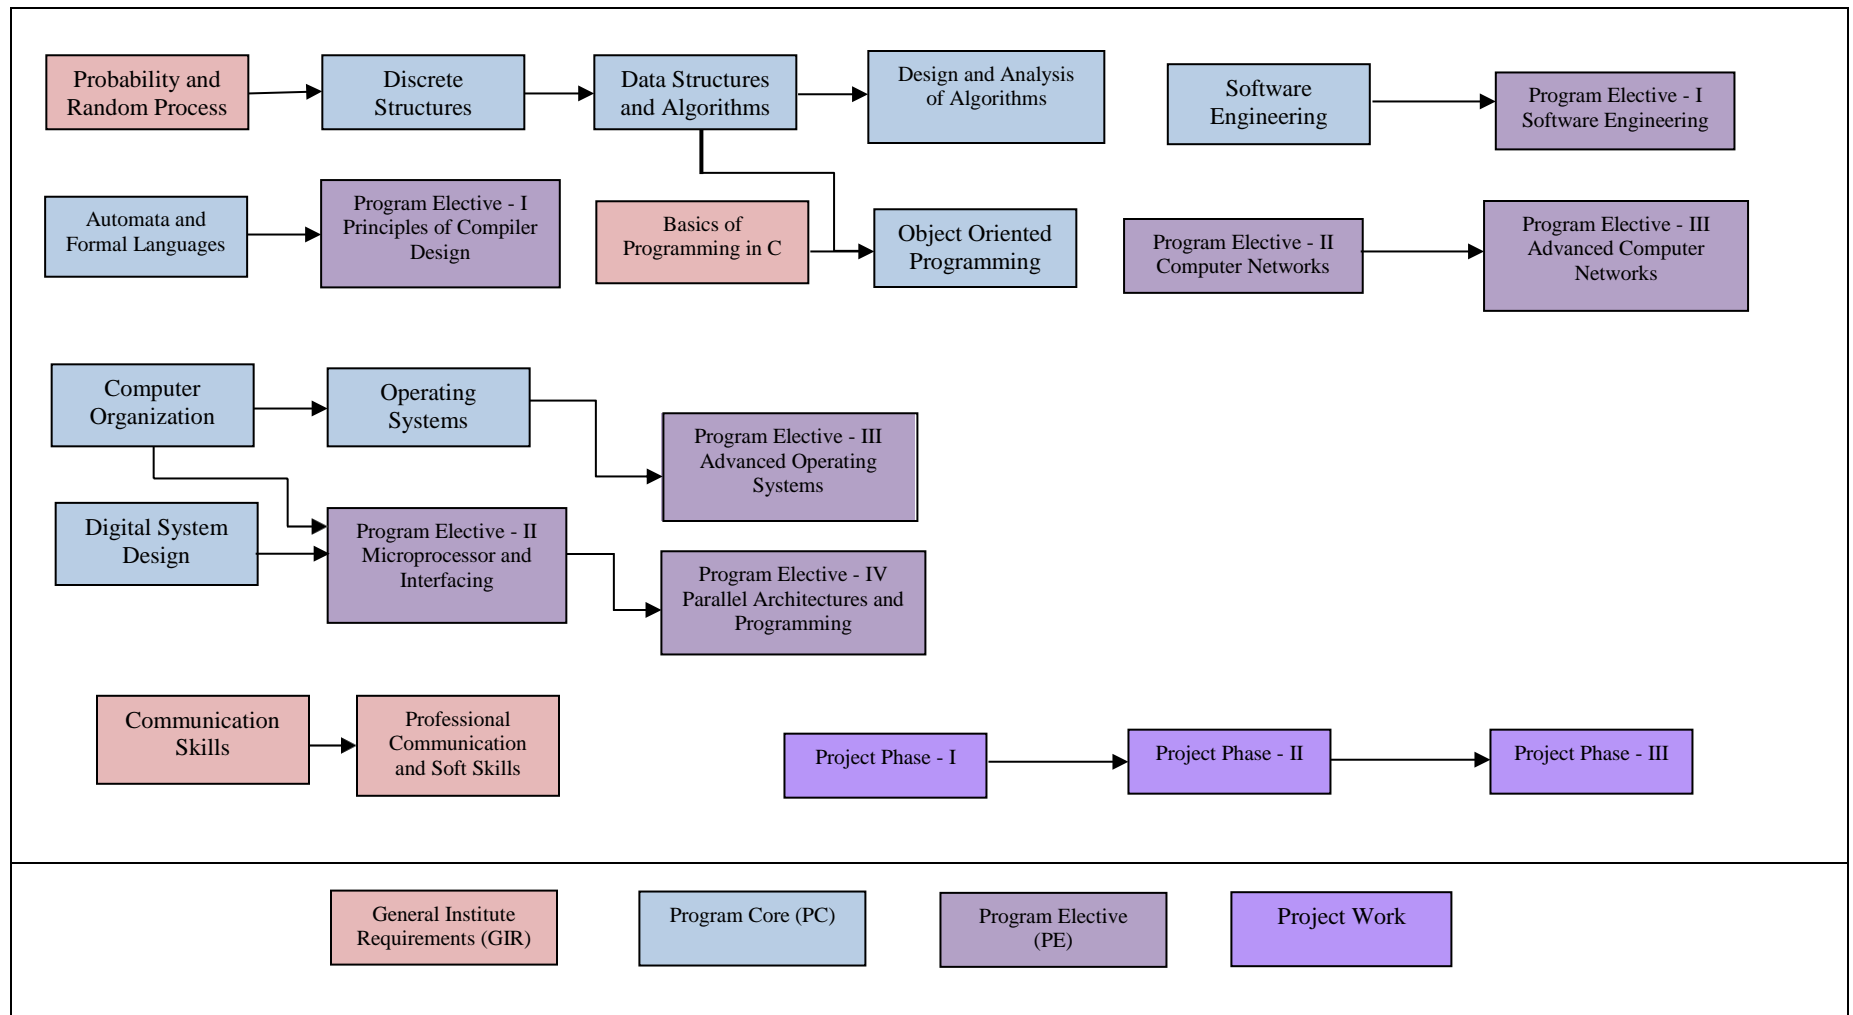 Probability and
Random Process
Discrete
Structures
Data Structures
and Algorithms
Design and Analysis
of Algorithms
Software
Engineering
Program Elective - I
Software Engineering
Automata and
Formal Languages
Program Elective - I
Principles of Compiler
Design
Basics of
Programming in C
Object Oriented
Programming
Program Elective - II
Computer Networks
Program Elective - III
Advanced Computer
Networks
Computer
Organization
Operating
Systems
Program Elective - III
Advanced Operating
Systems
Digital System
Design
Program Elective - II
Microprocessor and
Interfacing
Program Elective - IV
Parallel Architectures and
Programming
Communication
Skills
Professional
Communication
and Soft Skills
Project Phase - I
Project Phase - II
Project Phase - III
General Institute
Requirements (GIR)
Program Core (PC)
Program Elective
(PE)
Project Work